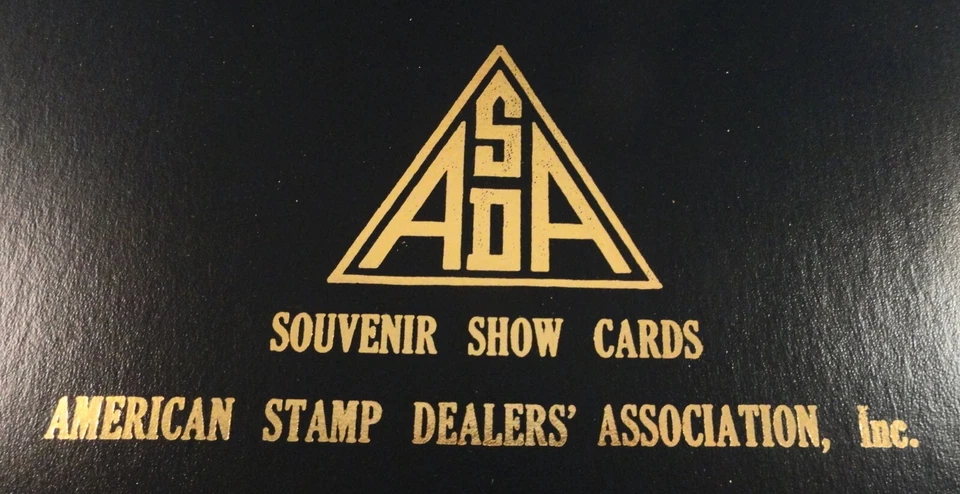 ASDA
SOUVENIR SHOW CARDS
AMERICAN STAMP DEALERS' ASSOCIATION, Inc.